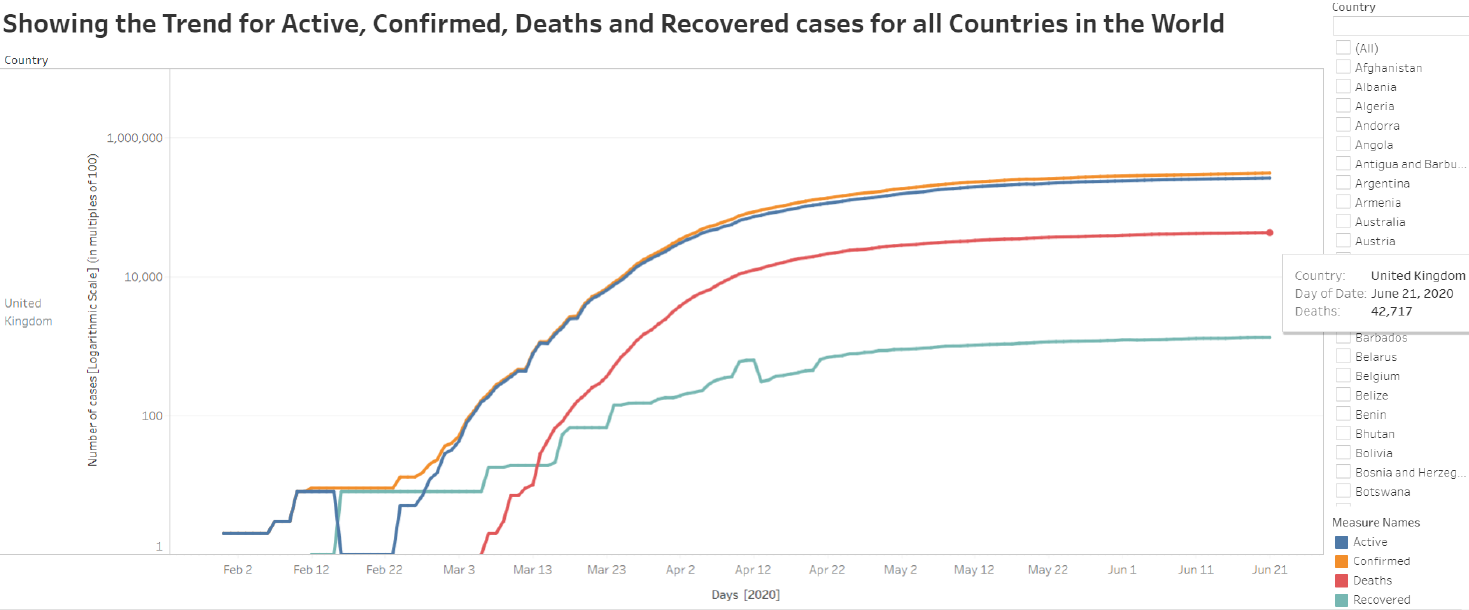 Showing the Trend for Active, Confirmed, Deaths and Recovered cases for all Countries in the World
Country
United
Kingdom
Number of cases [Logarithmic Scale] (in multiples of 100)
1,000,000
10,000
100
1
Feb 2 Feb 12 Feb 22 Mar 3 Mar 13 Mar 23 Apr 2 Apr 12 Apr 22 May 2 May 12 May 22 Jun 1 Jun 11 Jun 21
Days [2020]
Country: United Kingdom
Day of Date: June 21, 2020
Deaths: 42,717
Country
(All)
Afghanistan
Albania
Algeria
Andorra
Angola
Antigua and Barbu...
Argentina
Armenia
Australia
Austria
Barbados
Belarus
Belgium
Belize
Benin
Bhutan
Bolivia
Bosnia and Herzeg...
Botswana
Measure Names
Active
Confirmed
Deaths
Recovered